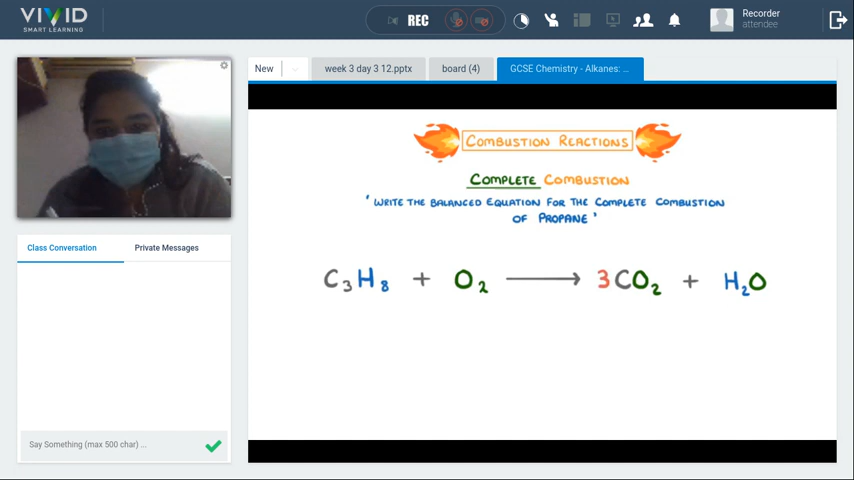 VIVID
SMART LEARNING
REC
Recorder
attendee
New
week 3 day 3 12.pptx
board (4)
GCSE Chemistry - Alkanes: ...
COMBUSTION REACTIONS
COMPLETE COMBUSTION
' WRITE THE BALANCED EQUATION FOR THE COMPLETE COMBUSTION
OF PROPANE '
C₃H₈ + O₂ ⟶ 3CO₂ + H₂O
Class Conversation
Private Messages
Say Something (max 500 char) ...